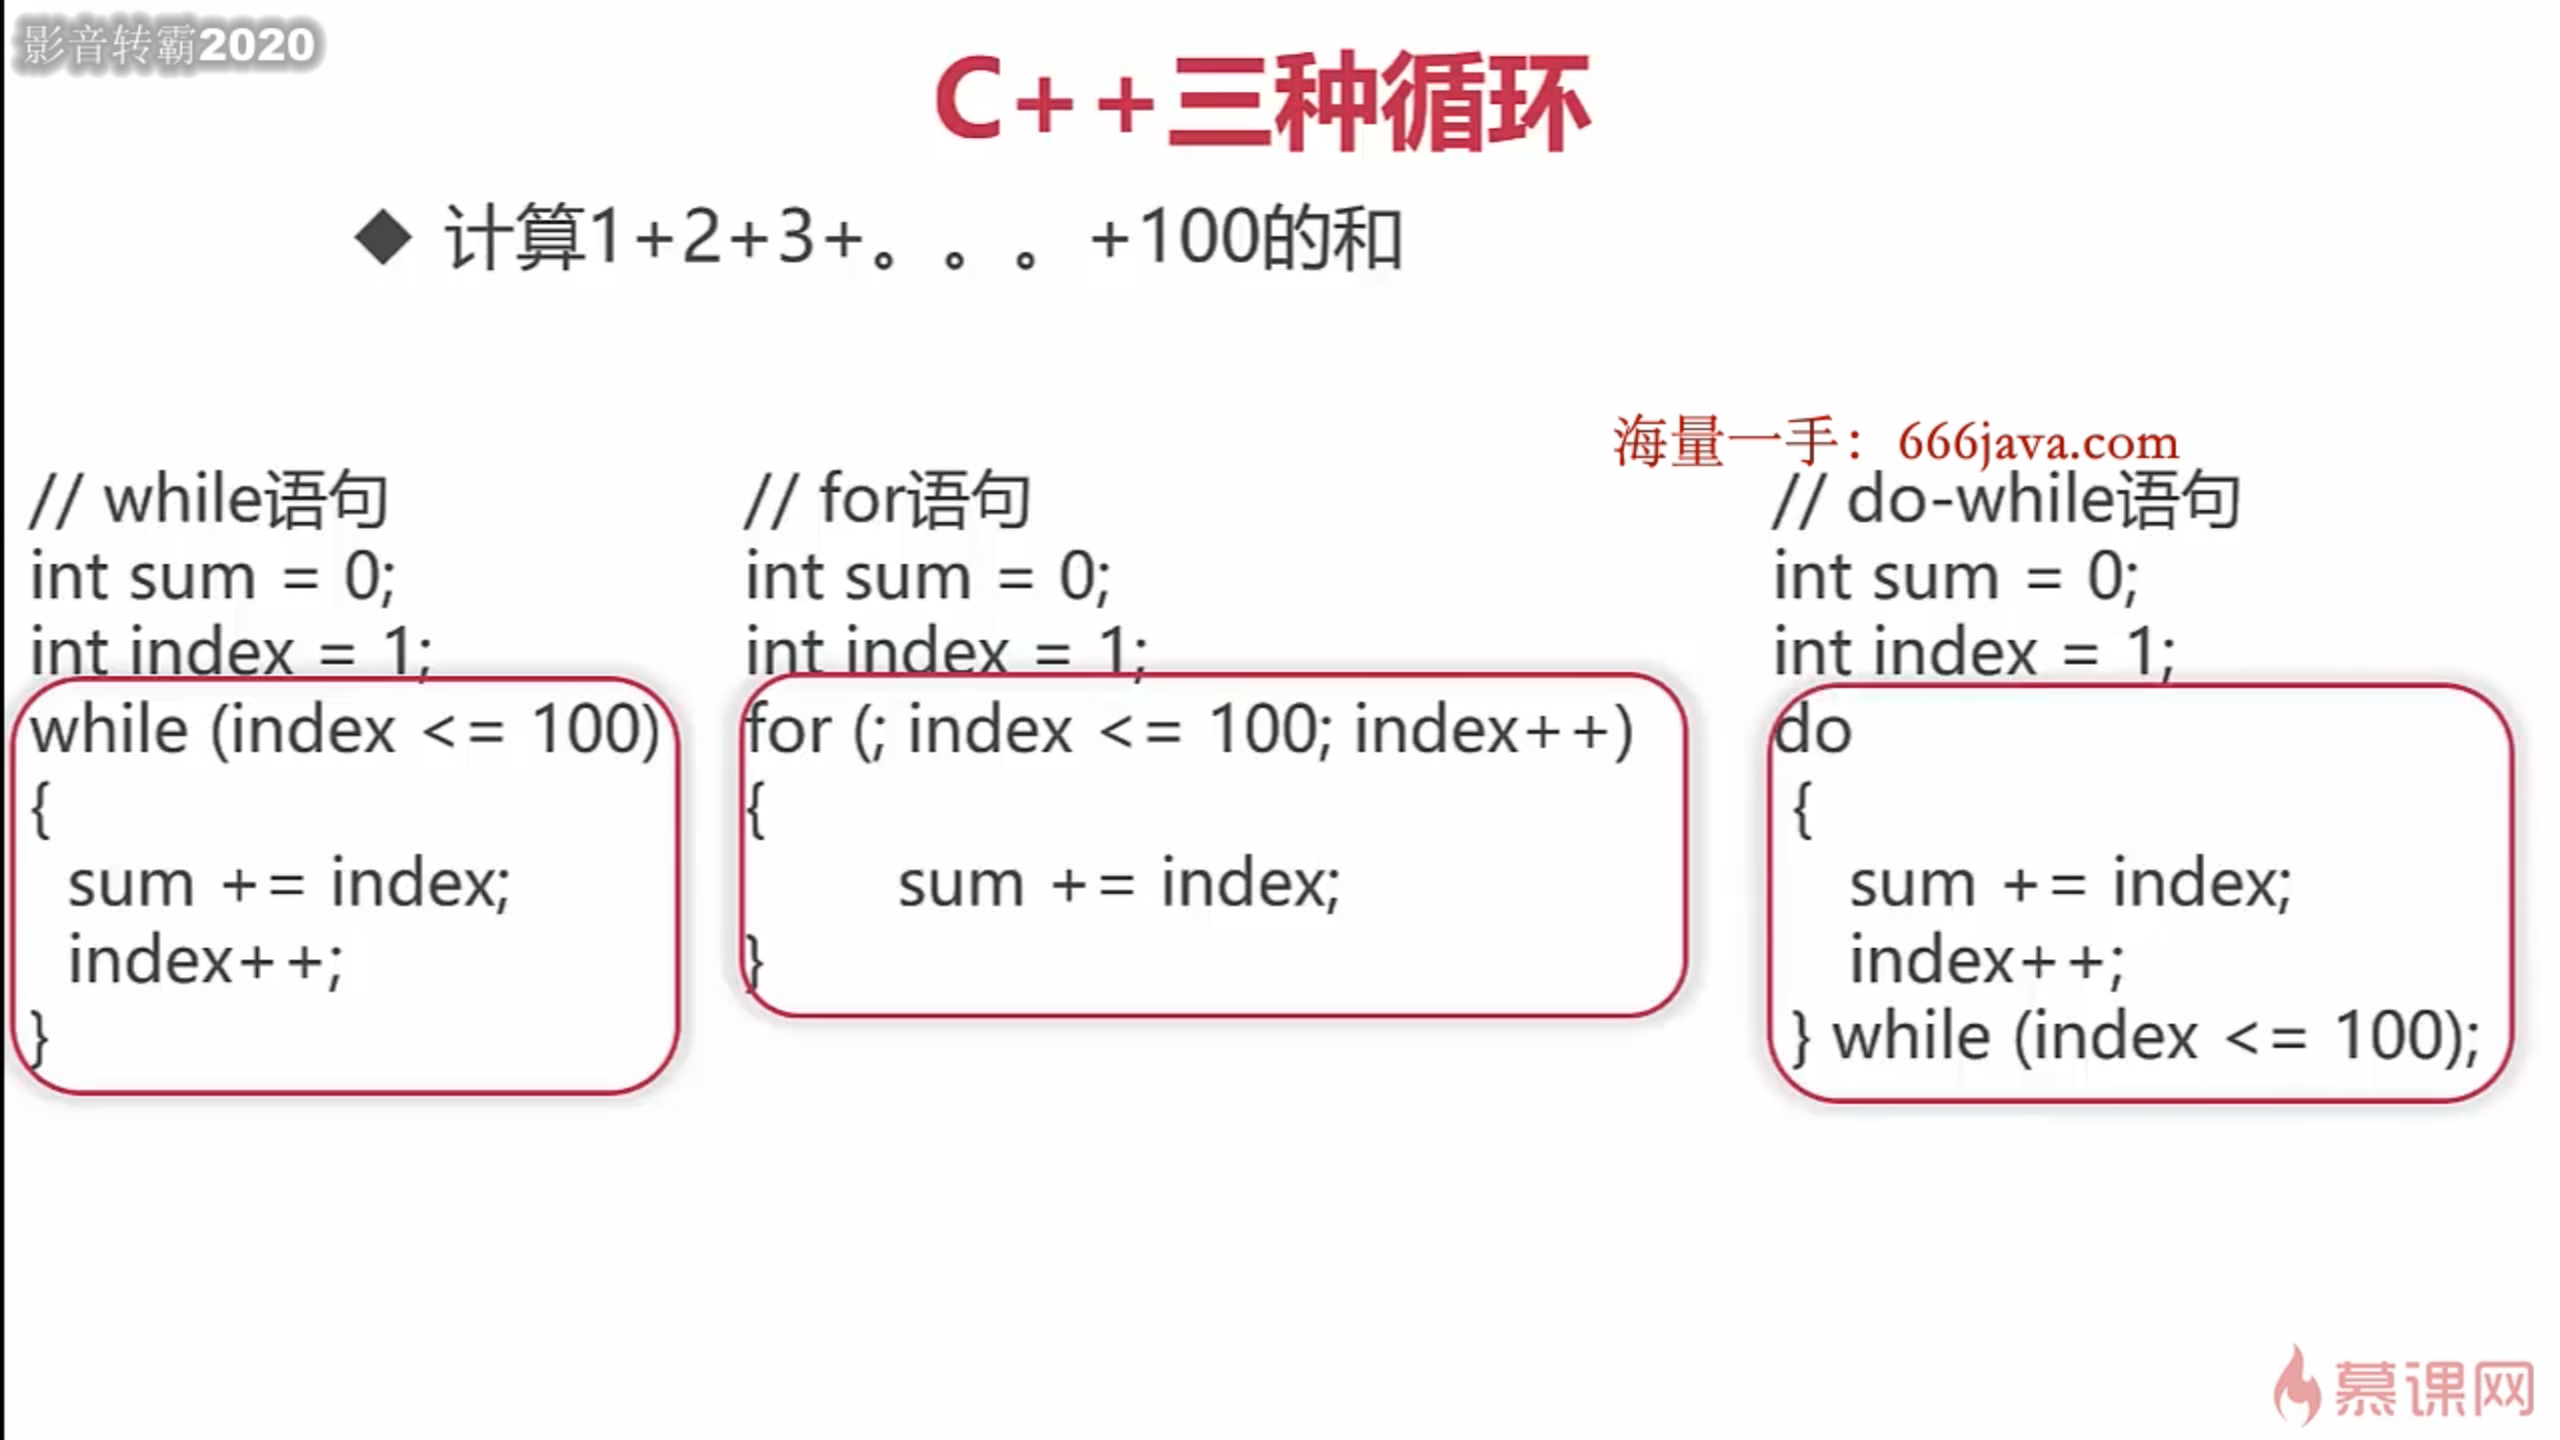 影音转霸2020
C++三种循环
◆ 计算1+2+3+。。。+100的和
海量一手：666java.com
// while语句
int sum = 0;
int index = 1;
while (index <= 100)
{
sum += index;
index++;
}
// for语句
int sum = 0;
int index = 1;
for (; index <= 100; index++)
{
sum += index;
}
// do-while语句
int sum = 0;
int index = 1;
do
{
sum += index;
index++;
} while (index <= 100);
慕课网